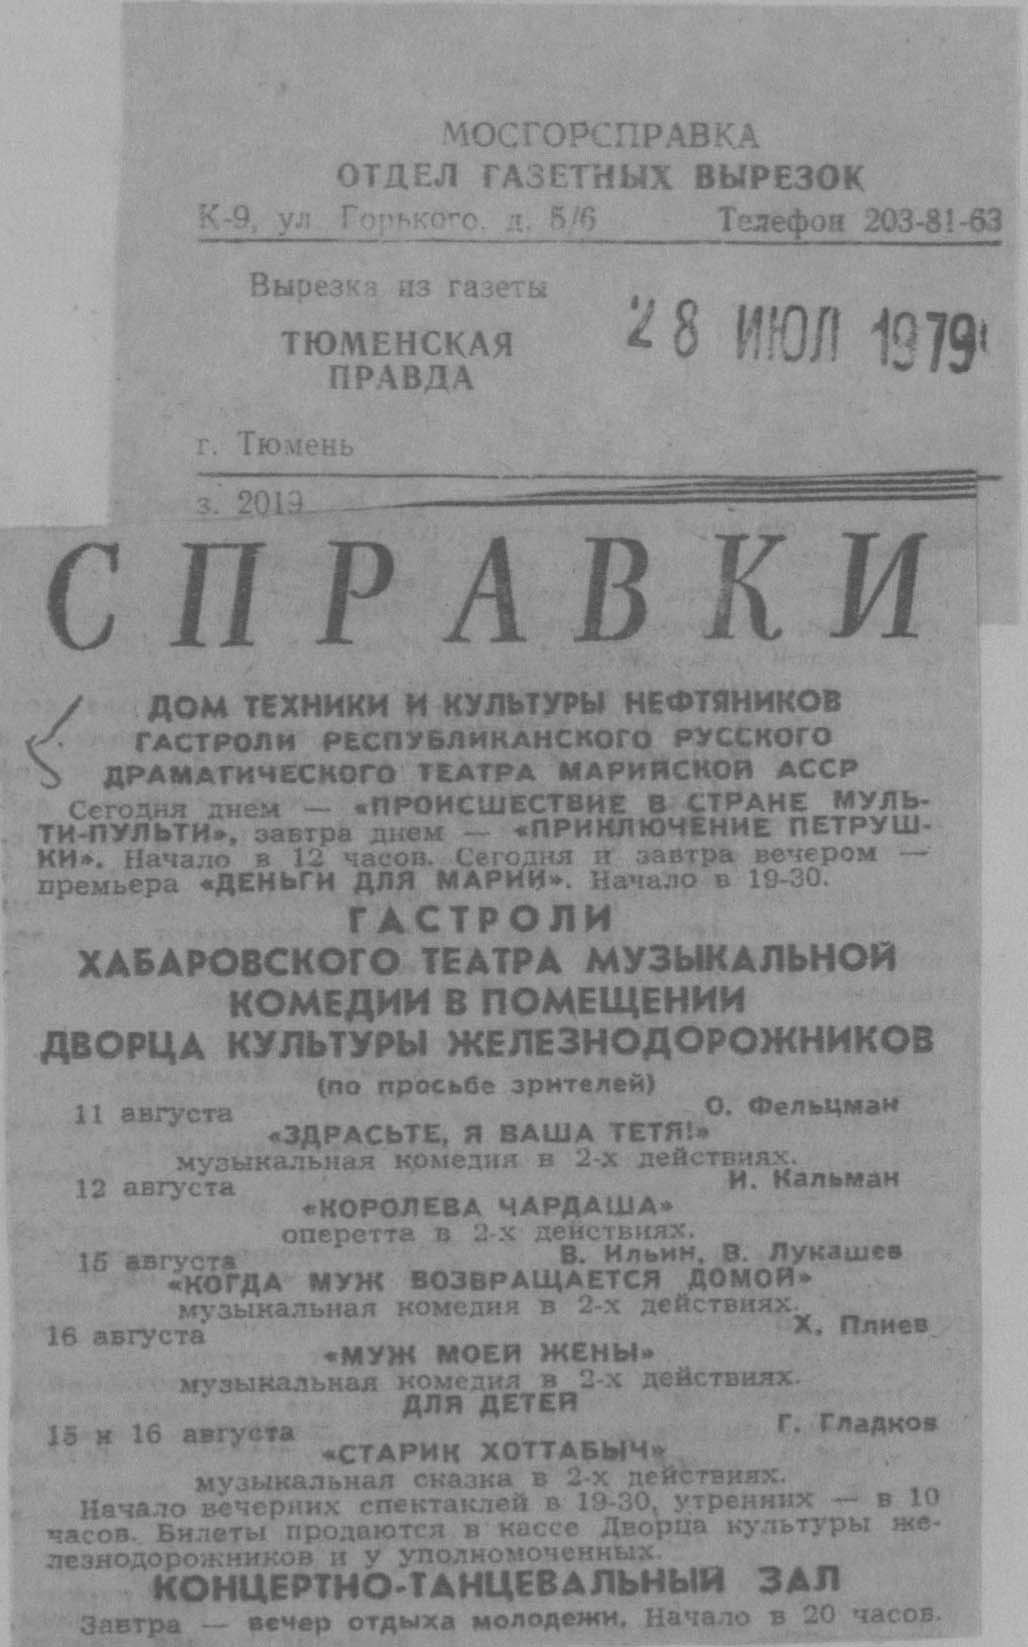 МОСГОРСПРАВКА
ОТДЕЛ ГАЗЕТНЫХ ВЫРЕЗОК
К-9, ул. Горького, д. 5/6 Телефон 203-81-63
Вырезка из газеты
28 ИЮЛ 1979
ТЮМЕНСКАЯ
ПРАВДА
г. Тюмень
з. 2019
СПРАВКИ
ДОМ ТЕХНИКИ И КУЛЬТУРЫ НЕФТЯНИКОВ
ГАСТРОЛИ РЕСПУБЛИКАНСКОГО РУССКОГО
ДРАМАТИЧЕСКОГО ТЕАТРА МАРИЙСКОЙ АССР
Сегодня днем — «ПРОИСШЕСТВИЕ В СТРАНЕ МУЛЬ-
ТИ-ПУЛЬТИ», завтра днем — «ПРИКЛЮЧЕНИЕ ПЕТРУШ-
КИ». Начало в 12 часов. Сегодня и завтра вечером —
премьера «ДЕНЬГИ ДЛЯ МАРИИ». Начало в 19-30.
ГАСТРОЛИ
ХАБАРОВСКОГО ТЕАТРА МУЗЫКАЛЬНОЙ
КОМЕДИИ В ПОМЕЩЕНИИ
ДВОРЦА КУЛЬТУРЫ ЖЕЛЕЗНОДОРОЖНИКОВ
(по просьбе зрителей)
11 августа О. Фельцман
«ЗДРАСЬТЕ, Я ВАША ТЕТЯ!»
музыкальная комедия в 2-х действиях.
12 августа И. Кальман
«КОРОЛЕВА ЧАРДАША»
оперетта в 2-х действиях.
15 августа В. Ильин, В. Лукашев
«КОГДА МУЖ ВОЗВРАЩАЕТСЯ ДОМОЙ»
музыкальная комедия в 2-х действиях.
16 августа Х. Плиев
«МУЖ МОЕЙ ЖЕНЫ»
музыкальная комедия в 2-х действиях.
ДЛЯ ДЕТЕЙ
15 и 16 августа Г. Гладков
«СТАРИК ХОТТАБЫЧ»
музыкальная сказка в 2-х действиях.
Начало вечерних спектаклей в 19-30, утренних — в 10
часов. Билеты продаются в кассе Дворца культуры же-
лезнодорожников и у уполномоченных.
КОНЦЕРТНО-ТАНЦЕВАЛЬНЫЙ ЗАЛ
Завтра — вечер отдыха молодежи. Начало в 20 часов.